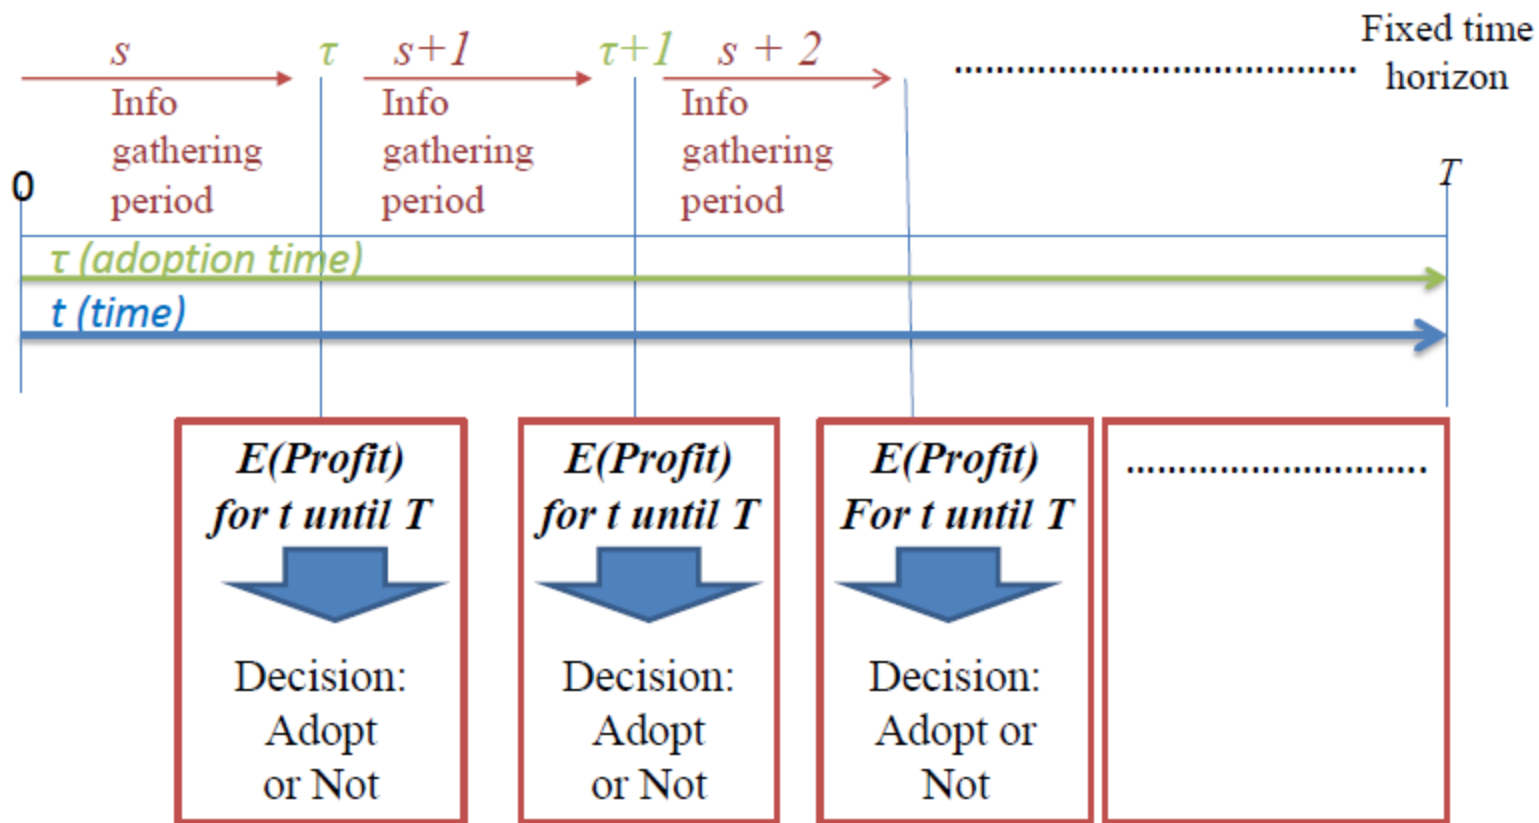 s τ s+1 τ+1 s + 2 .......................................... Fixed time
horizon
Info
gathering
period
Info
gathering
period
Info
gathering
period
0
T
τ (adoption time)
t (time)
E(Profit)
for t until T
Decision:
Adopt
or Not
E(Profit)
for t until T
Decision:
Adopt
or Not
E(Profit)
For t until T
Decision:
Adopt or
Not
................................